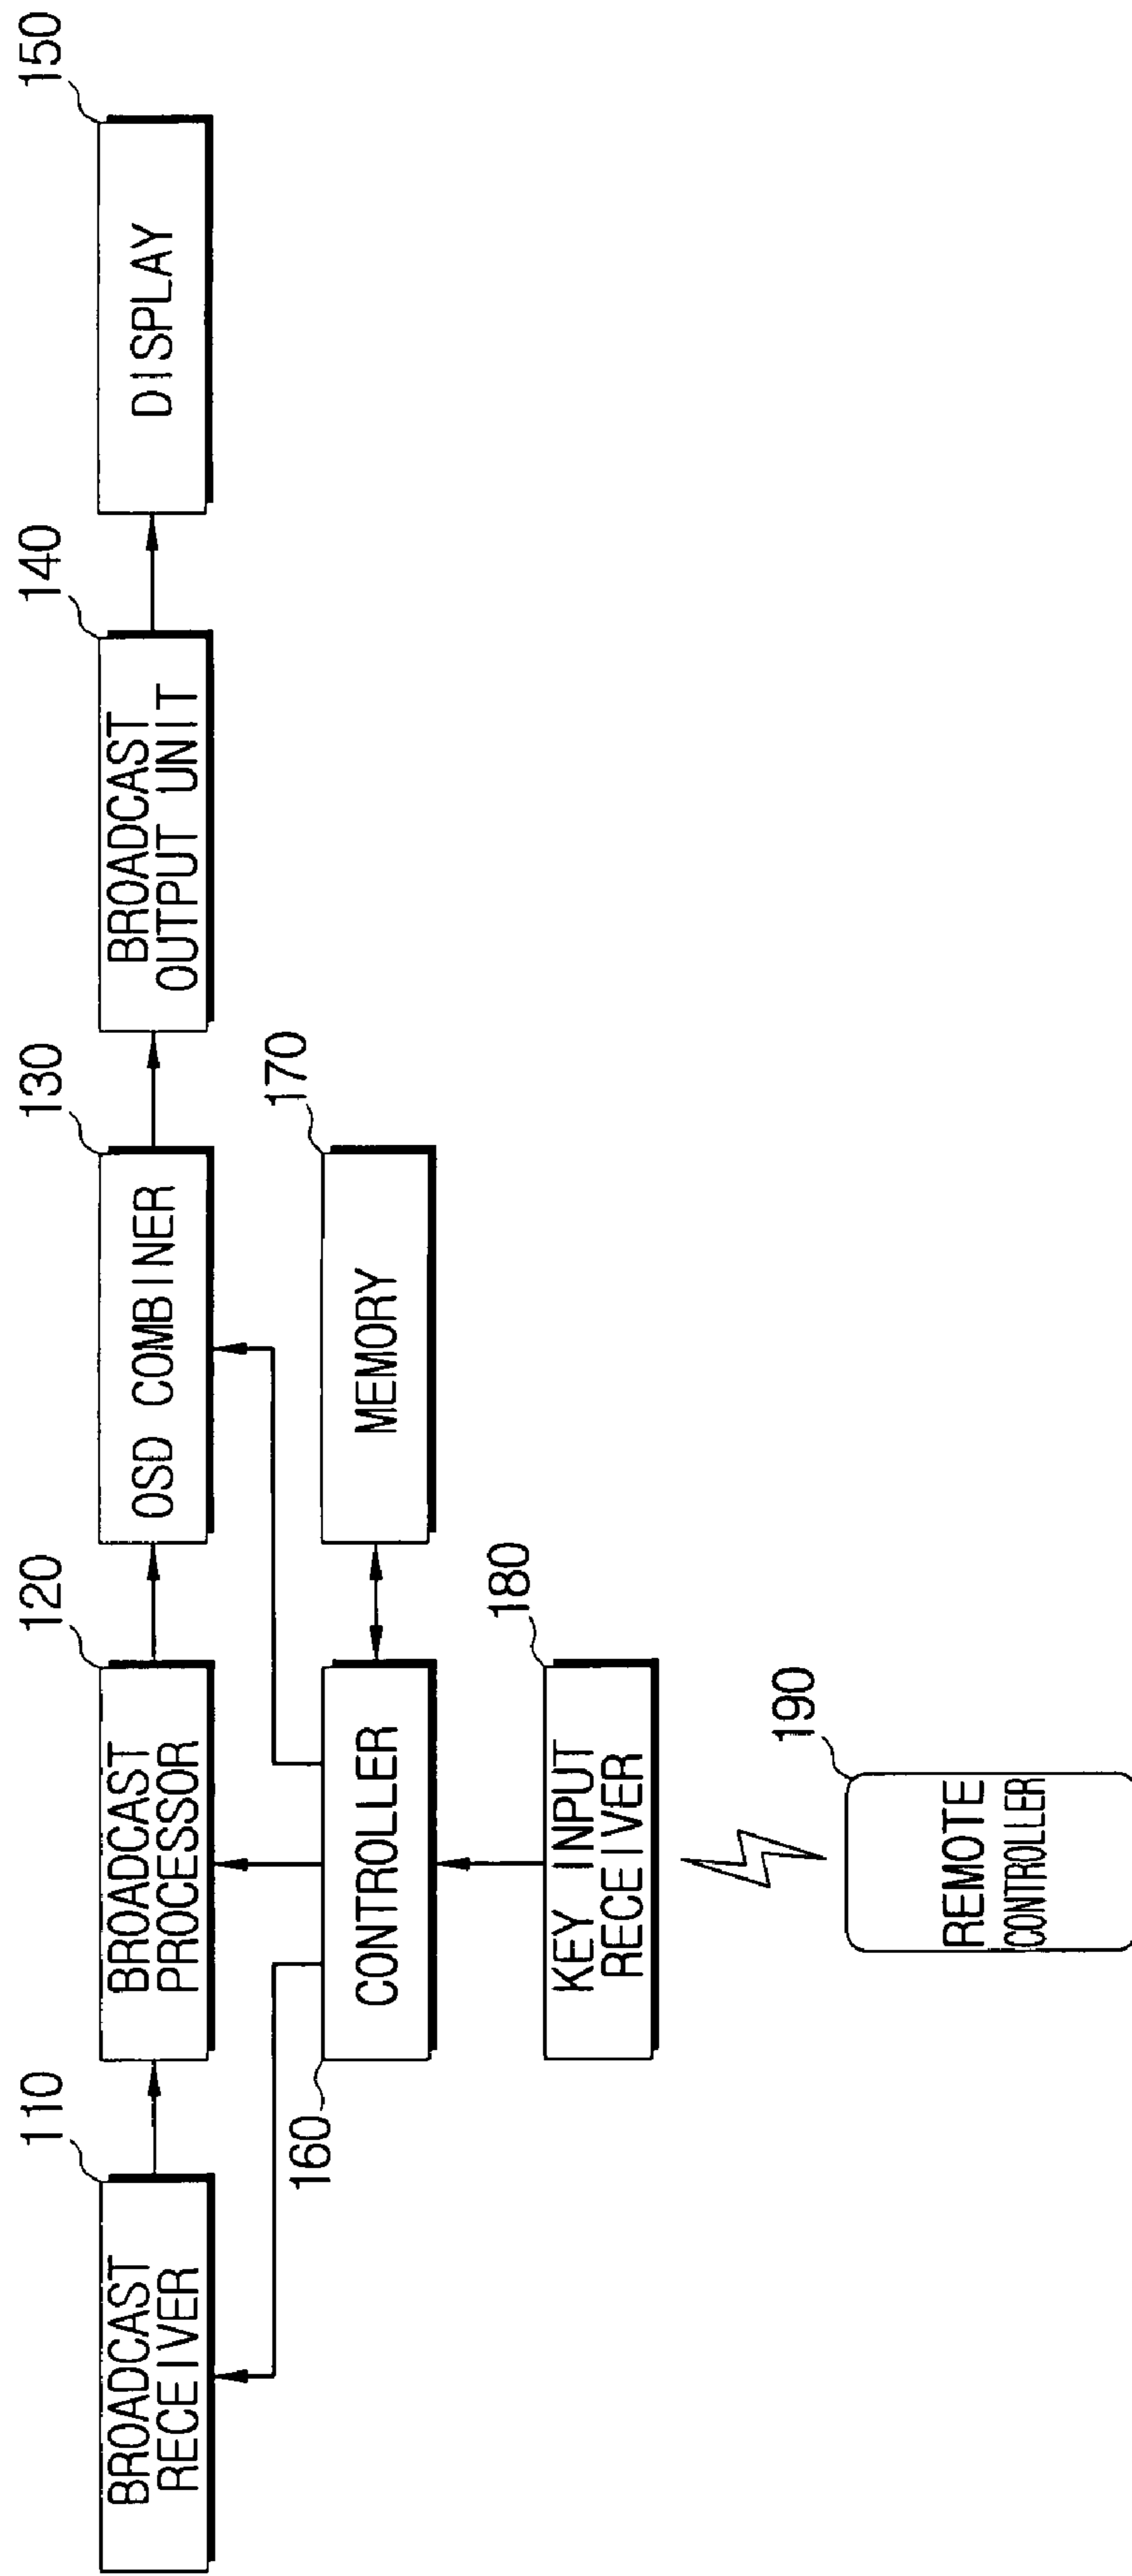 110
BROADCAST
RECEIVER
120
BROADCAST
PROCESSOR
130
OSD COMBINER
140
BROADCAST
OUTPUT UNIT
150
DISPLAY
160
CONTROLLER
170
MEMORY
180
KEY INPUT
RECEIVER
190
REMOTE
CONTROLLER